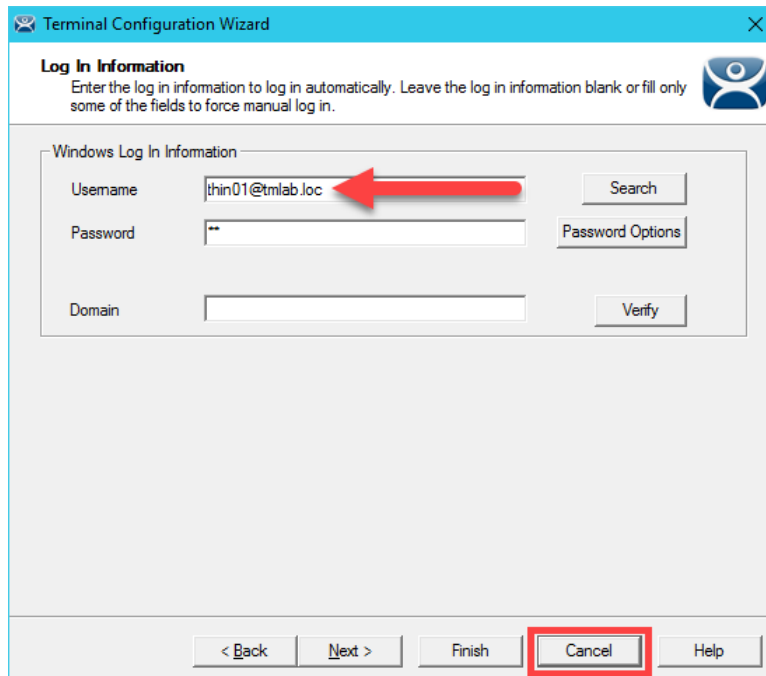 Terminal Configuration Wizard
Log In Information
Enter the log in information to log in automatically. Leave the log in information blank or fill only
some of the fields to force manual log in.
Windows Log In Information
Username thin01@tmlab.loc Search
Password ** Password Options
Domain Verify
< Back Next > Finish Cancel Help